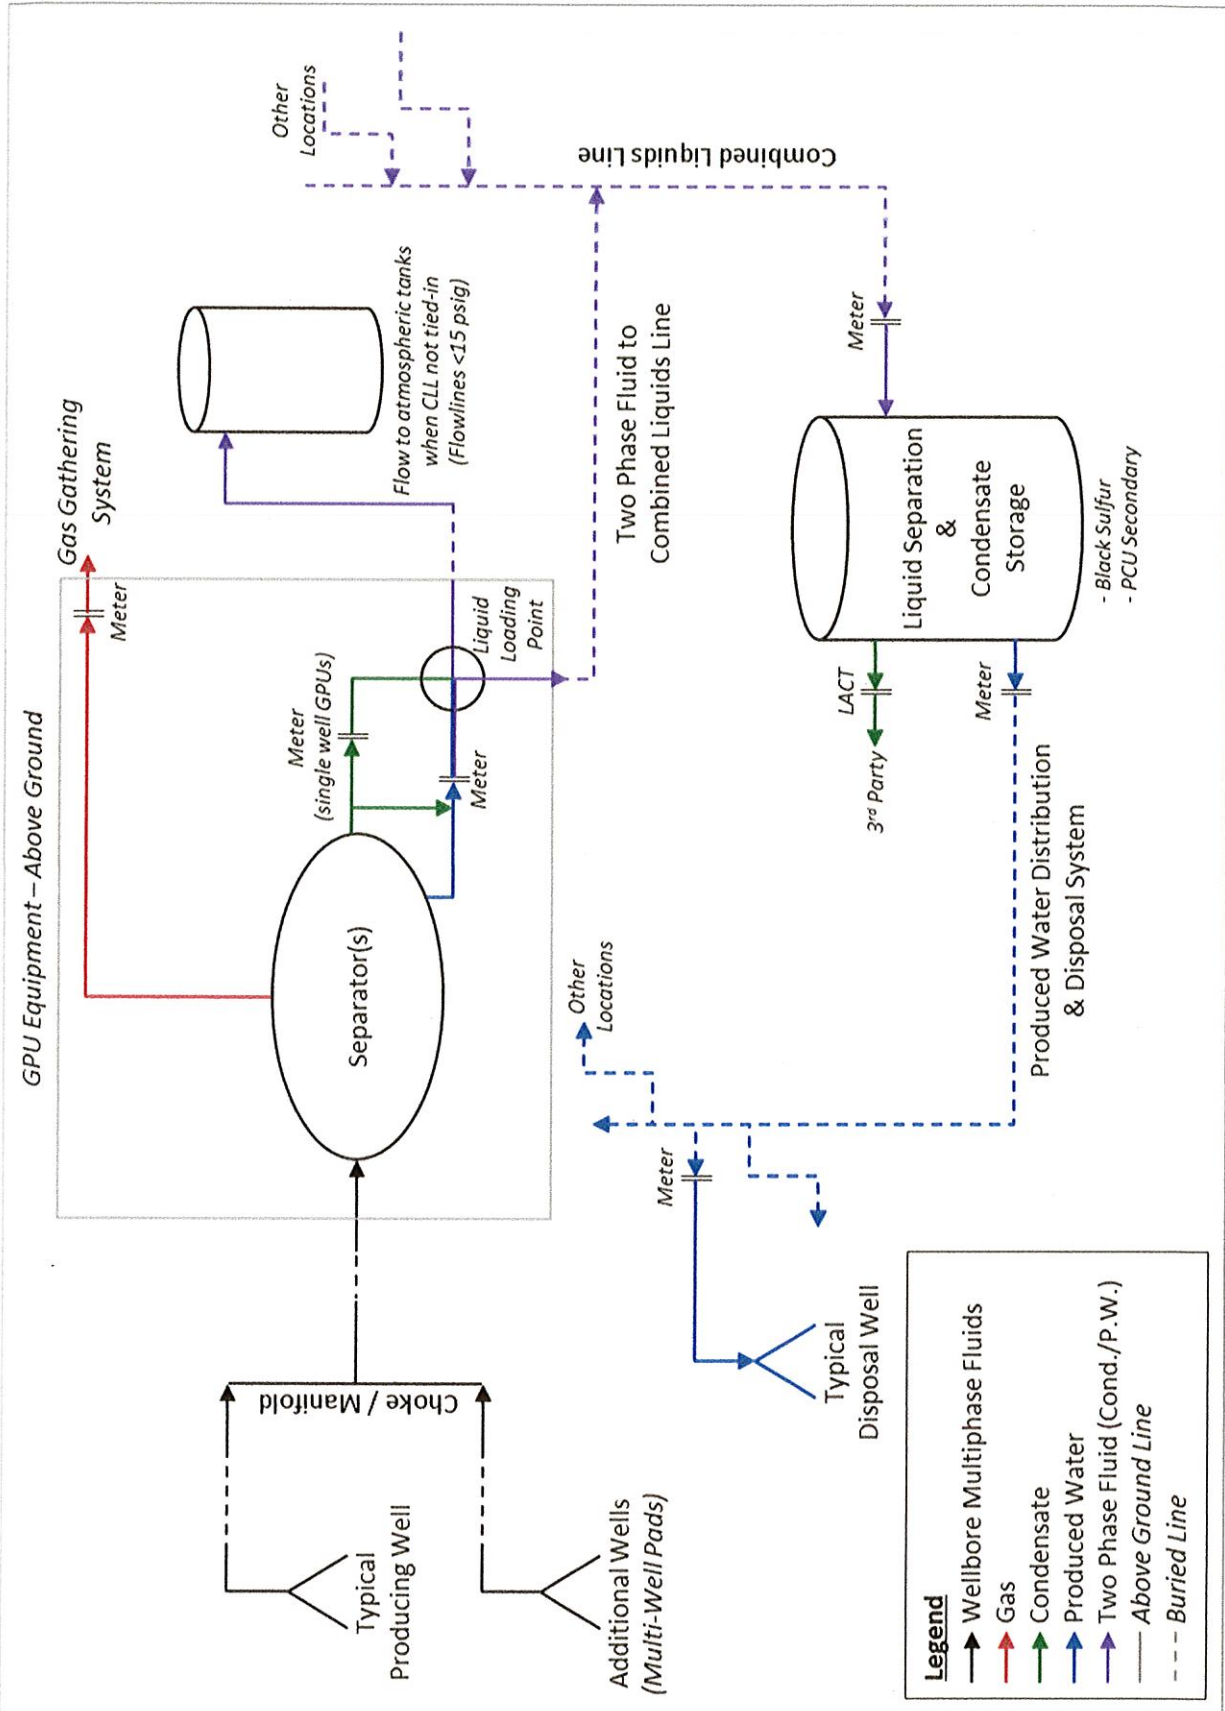 GPU Equipment – Above Ground
Gas Gathering
System
Meter
Other
Locations
Flow to atmospheric tanks
when CLL not tied-in
(Flowlines <15 psig)
Typical
Producing Well
Choke / Manifold
Additional Wells
(Multi-Well Pads)
Separator(s)
Meter
(single well GPUs)
Meter
Liquid
Loading
Point
Two Phase Fluid to
Combined Liquids Line
Combined Liquids Line
Meter
Liquid Separation
&
Condensate
Storage
- Black Sulfur
- PCU Secondary
LACT
3rd Party
Meter
Produced Water Distribution
& Disposal System
Other
Locations
Meter
Typical
Disposal Well
Legend
Wellbore Multiphase Fluids
Gas
Condensate
Produced Water
Two Phase Fluid (Cond./P.W.)
Above Ground Line
Buried Line